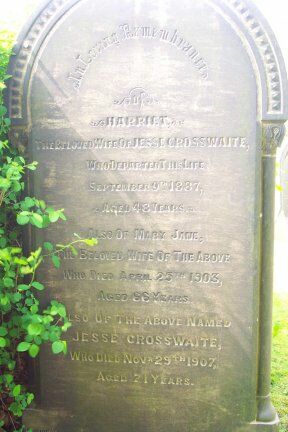 In Loving Remembrance
OF
HARRIET,
THE BELOVED WIFE OF JESSE CROSSWAITE,
WHO DEPARTED THIS LIFE
SEPTEMBER 9TH 1887,
AGED 48 YEARS.
ALSO OF MARY JANE,
THE BELOVED WIFE OF THE ABOVE
WHO DIED APRIL 25TH 1903,
AGED 66 YEARS.
ALSO OF THE ABOVE NAMED
JESSE CROSSWAITE,
WHO DIED NOVR 29TH 1907,
AGED 71 YEARS.